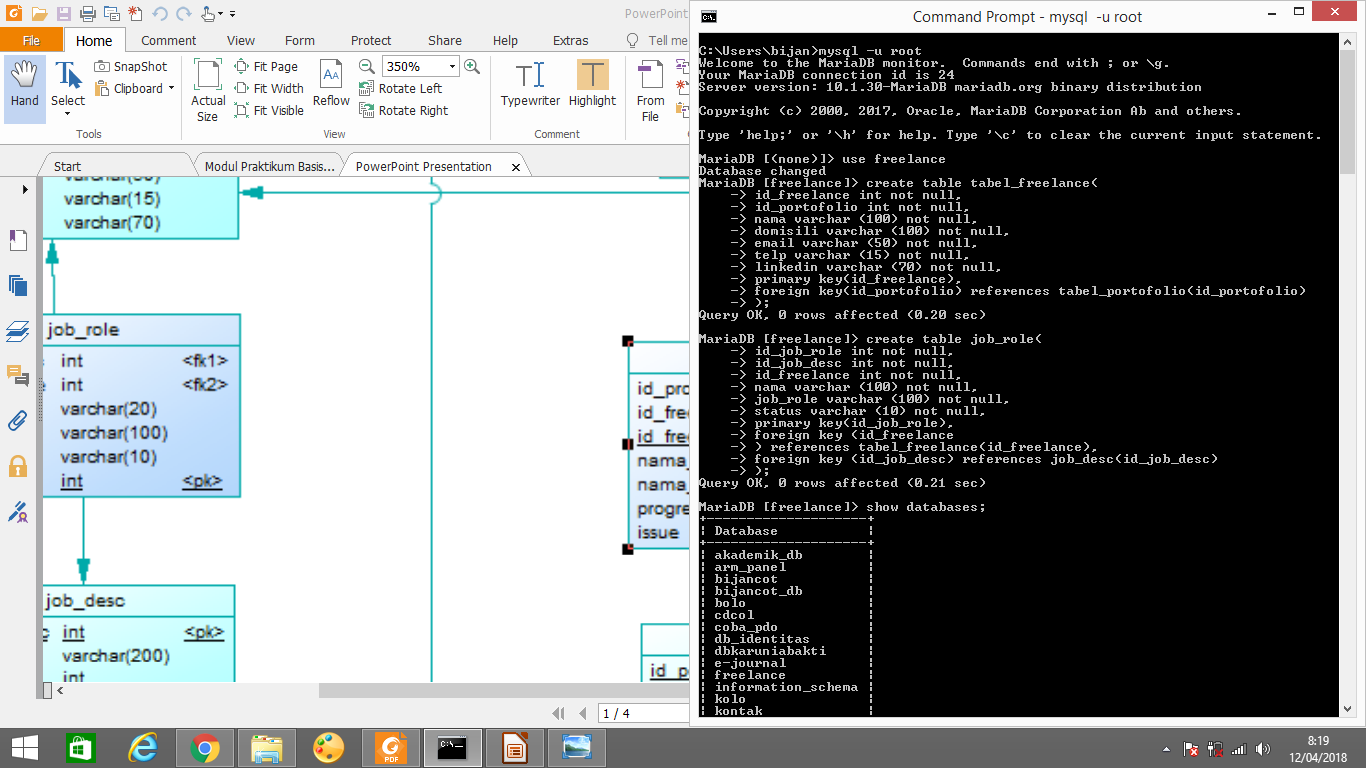 PowerPoint
File
Home
Comment
View
Form
Protect
Share
Help
Extras
Tell me
Hand
Select
SnapShot
Clipboard
Tools
Actual
Size
Fit Page
Fit Width
Fit Visible
Reflow
350%
Rotate Left
Rotate Right
View
Typewriter
Highlight
Comment
From
File
Start
Modul Praktikum Basis...
PowerPoint Presentation
varchar(15)
varchar(70)
job_role
int <fk1>
int <fk2>
varchar(20)
varchar(100)
varchar(10)
int <pk>
job_desc
int <pk>
varchar(200)
int
id_pro
id_fre
id_fre
nama_
nama_
progre
issue
1 / 4
Command Prompt - mysql -u root
C:\Users\bijan>mysql -u root
Welcome to the MariaDB monitor.  Commands end with ; or \g.
Your MariaDB connection id is 24
Server version: 10.1.30-MariaDB mariadb.org binary distribution
Copyright (c) 2000, 2017, Oracle, MariaDB Corporation Ab and others.
Type 'help;' or '\h' for help. Type '\c' to clear the current input statement.
MariaDB [(none)]> use freelance
Database changed
MariaDB [freelance]> create table tabel_freelance(
-> id_freelance int not null,
-> id_portofolio int not null,
-> nama varchar (100) not null,
-> domisili varchar (100) not null,
-> email varchar (50) not null,
-> telp varchar (15) not null,
-> linkedin varchar (70) not null,
-> primary key(id_freelance),
-> foreign key(id_portofolio) references tabel_portofolio(id_portofolio)
-> );
Query OK, 0 rows affected (0.20 sec)
MariaDB [freelance]> create table job_role(
-> id_job_role int not null,
-> id_job_desc int not null,
-> id_freelance int not null,
-> nama varchar (100) not null,
-> job_role varchar (100) not null,
-> status varchar (10) not null,
-> primary key(id_job_role),
-> foreign key (id_freelance
-> ) references tabel_freelance(id_freelance),
-> foreign key (id_job_desc) references job_desc(id_job_desc)
-> );
Query OK, 0 rows affected (0.21 sec)
MariaDB [freelance]> show databases;
+--------------------+
| Database           |
+--------------------+
| akademik_db        |
| arm_panel          |
| bijancot           |
| bijancot_db        |
| bolo               |
| cdcol              |
| coba_pdo           |
| db_identitas       |
| dbkaruniabakti     |
| e-journal          |
| freelance          |
| information_schema |
| kolo               |
| kontak             |
8:19
12/04/2018